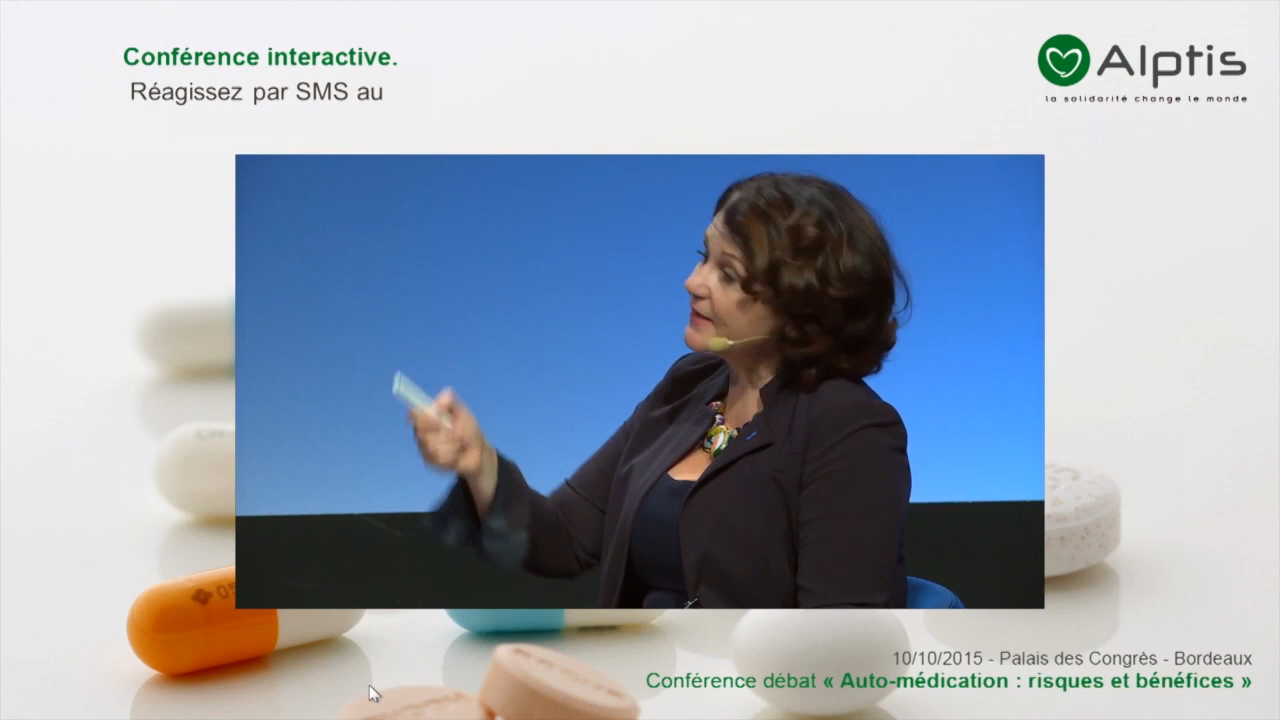 Conférence interactive.
Réagissez par SMS au
Alptis
la solidarité change le monde
10/10/2015 - Palais des Congrès - Bordeaux
Conférence débat « Auto-médication : risques et bénéfices »